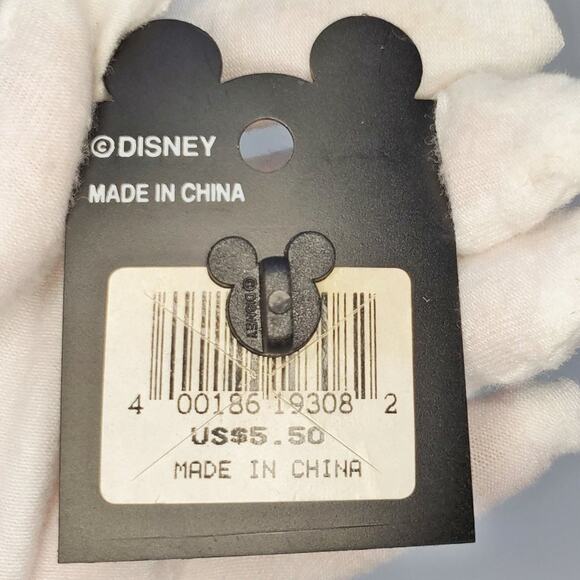 ©DISNEY
MADE IN CHINA
© DISNEY
4 00186 19308 2
US$5.50
MADE IN CHINA